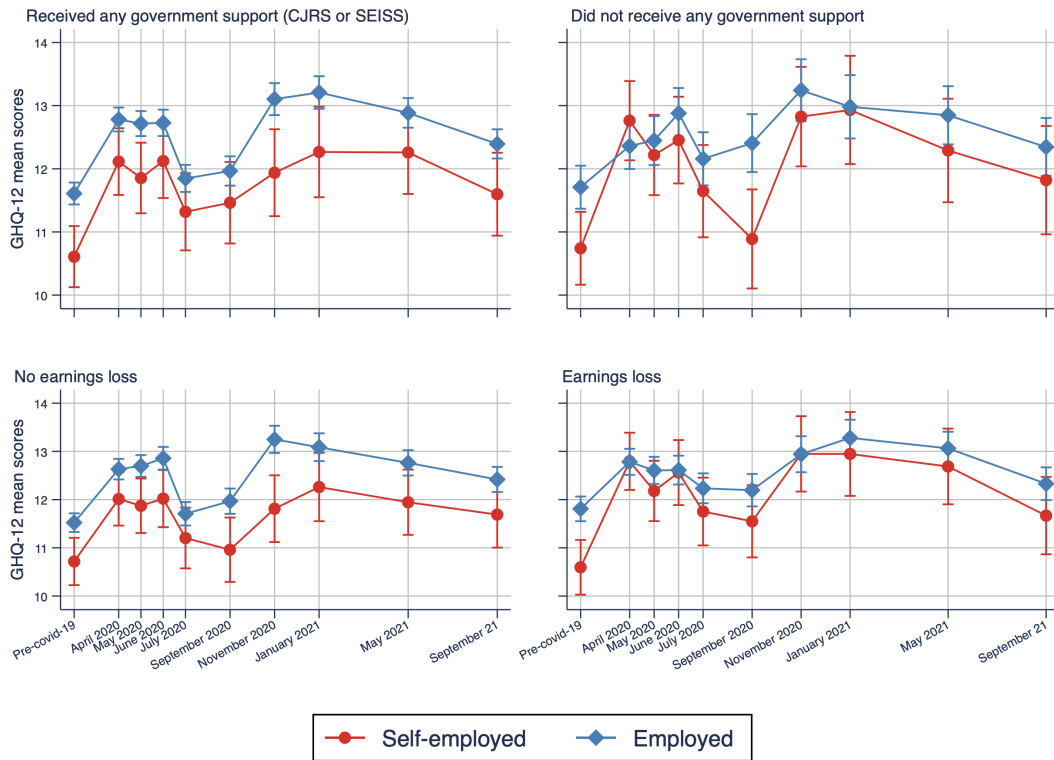 Received any government support (CJRS or SEISS)
Did not receive any government support
GHQ-12 mean scores
14
13
12
11
10
No earnings loss
Earnings loss
GHQ-12 mean scores
14
13
12
11
10
Pre-covid-19
April 2020
May 2020
June 2020
July 2020
September 2020
November 2020
January 2021
May 2021
September 21
Pre-covid-19
April 2020
May 2020
June 2020
July 2020
September 2020
November 2020
January 2021
May 2021
September 21
Self-employed
Employed